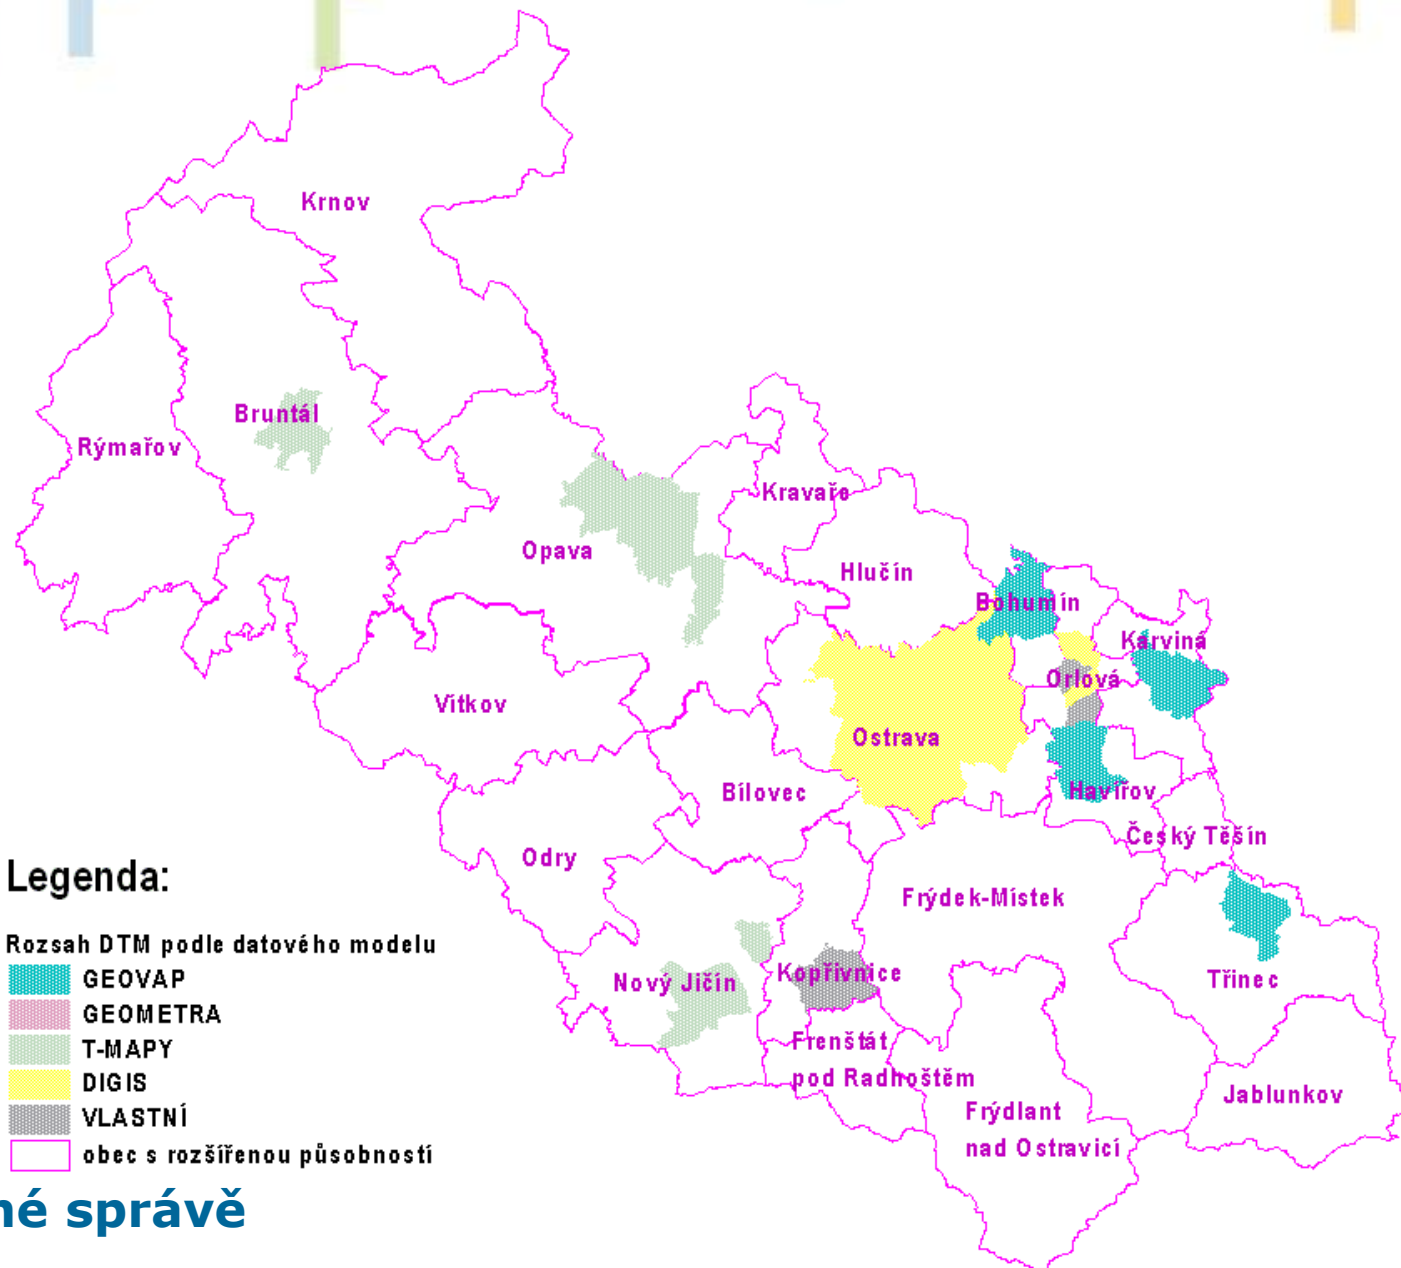 Krnov
Bruntál
Rýmařov
Kravaře
Opava
Hlučín
Bohumín
Karviná
Orlová
Vítkov
Ostrava
Bílovec
Havířov
Český Těšín
Odry
Frýdek-Místek
Nový Jičín
Kopřivnice
Třinec
Frenštát
pod Radhoštěm
Jablunkov
Frýdlant
nad Ostravicí
Legenda:
Rozsah DTM podle datového modelu
GEOVAP
GEOMETRA
T-MAPY
DIGIS
VLASTNÍ
obec s rozšířenou působností
né správě